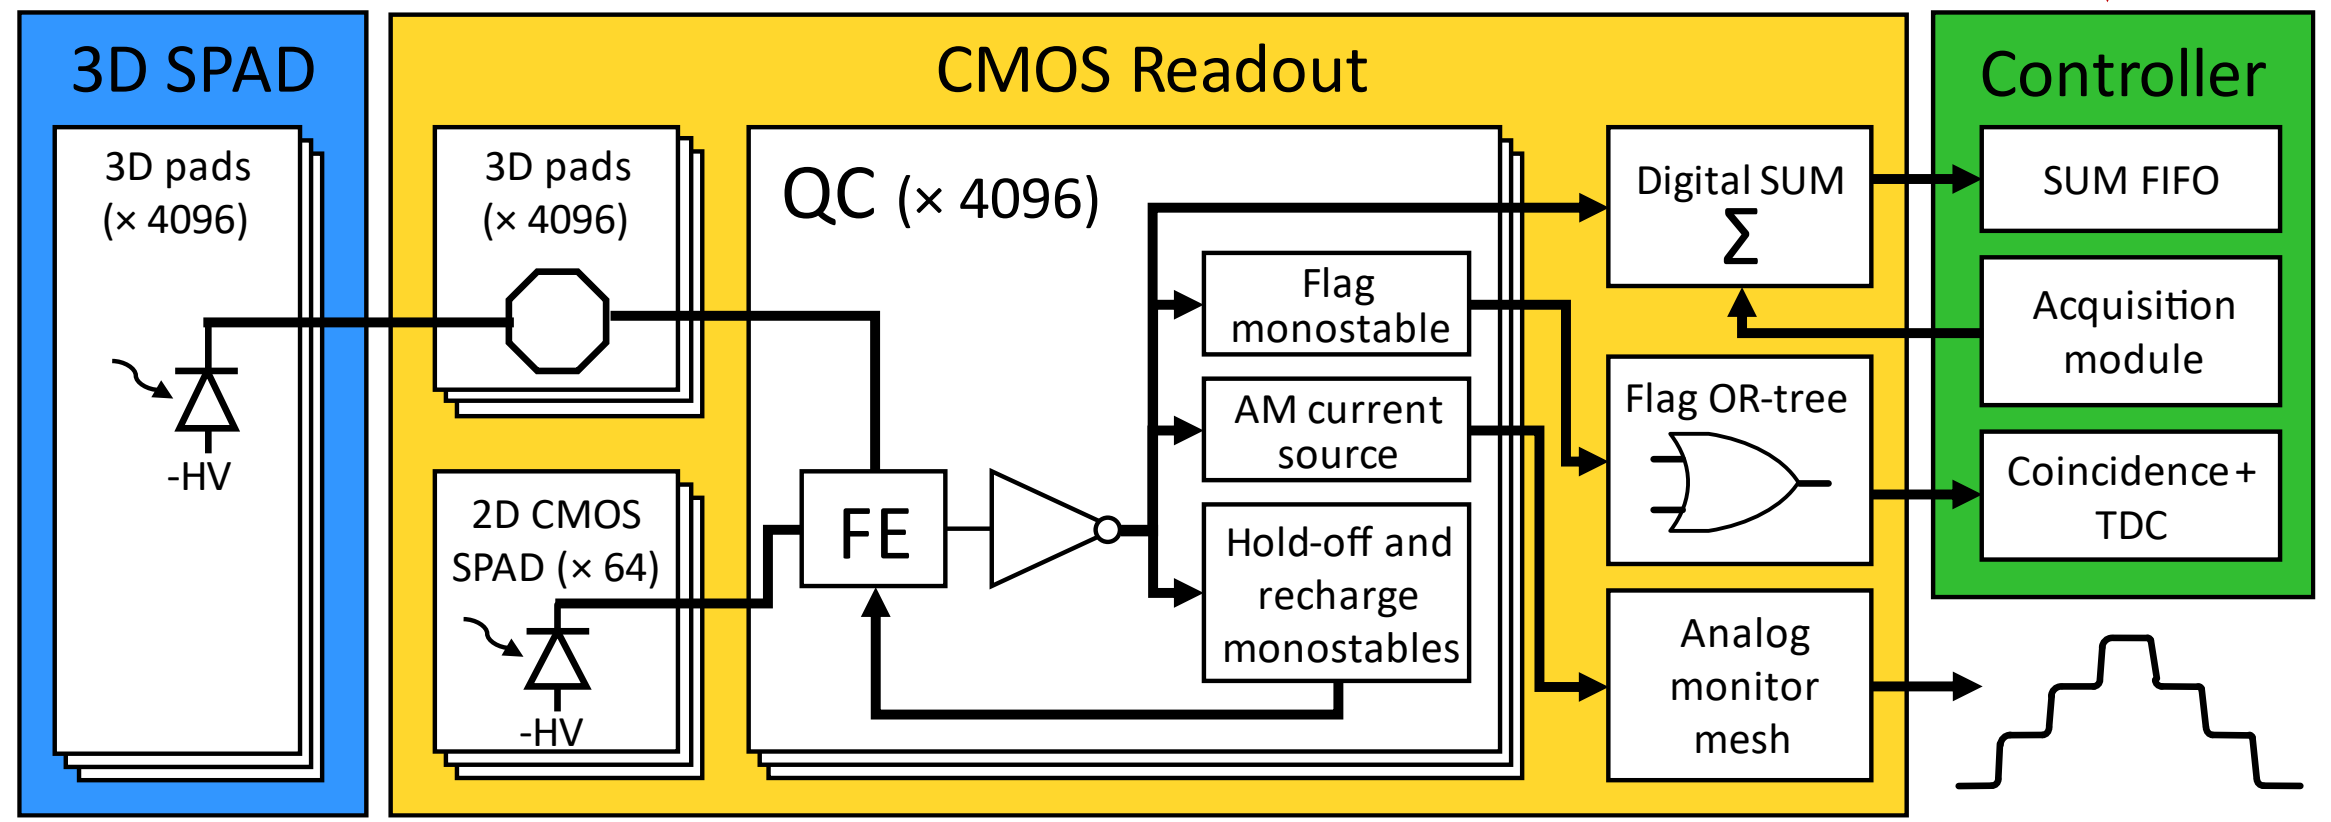 3D SPAD
3D pads
(× 4096)
-HV
CMOS Readout
3D pads
(× 4096)
2D CMOS
SPAD (× 64)
-HV
QC (× 4096)
FE
Flag
monostable
AM current
source
Hold-off and
recharge
monostables
Digital SUM
Σ
Flag OR-tree
Analog
monitor
mesh
Controller
SUM FIFO
Acquisition
module
Coincidence +
TDC